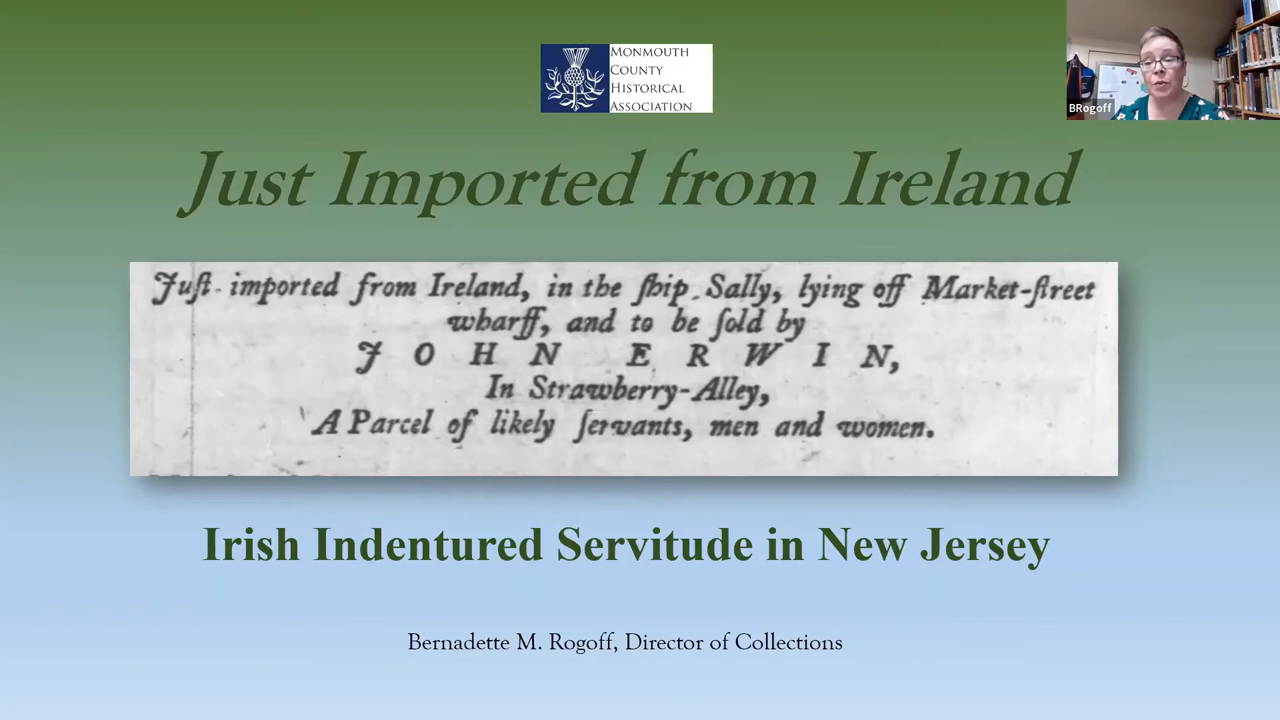 MONMOUTH
COUNTY
HISTORICAL
ASSOCIATION
BRogoff
Just Imported from Ireland
Juſt imported from Ireland, in the ſhip Sally, lying off Market-ſtreet
wharff, and to be ſold by
JOHN ERWIN,
In Strawberry-Alley,
A Parcel of likely ſervants, men and women.
Irish Indentured Servitude in New Jersey
Bernadette M. Rogoff, Director of Collections